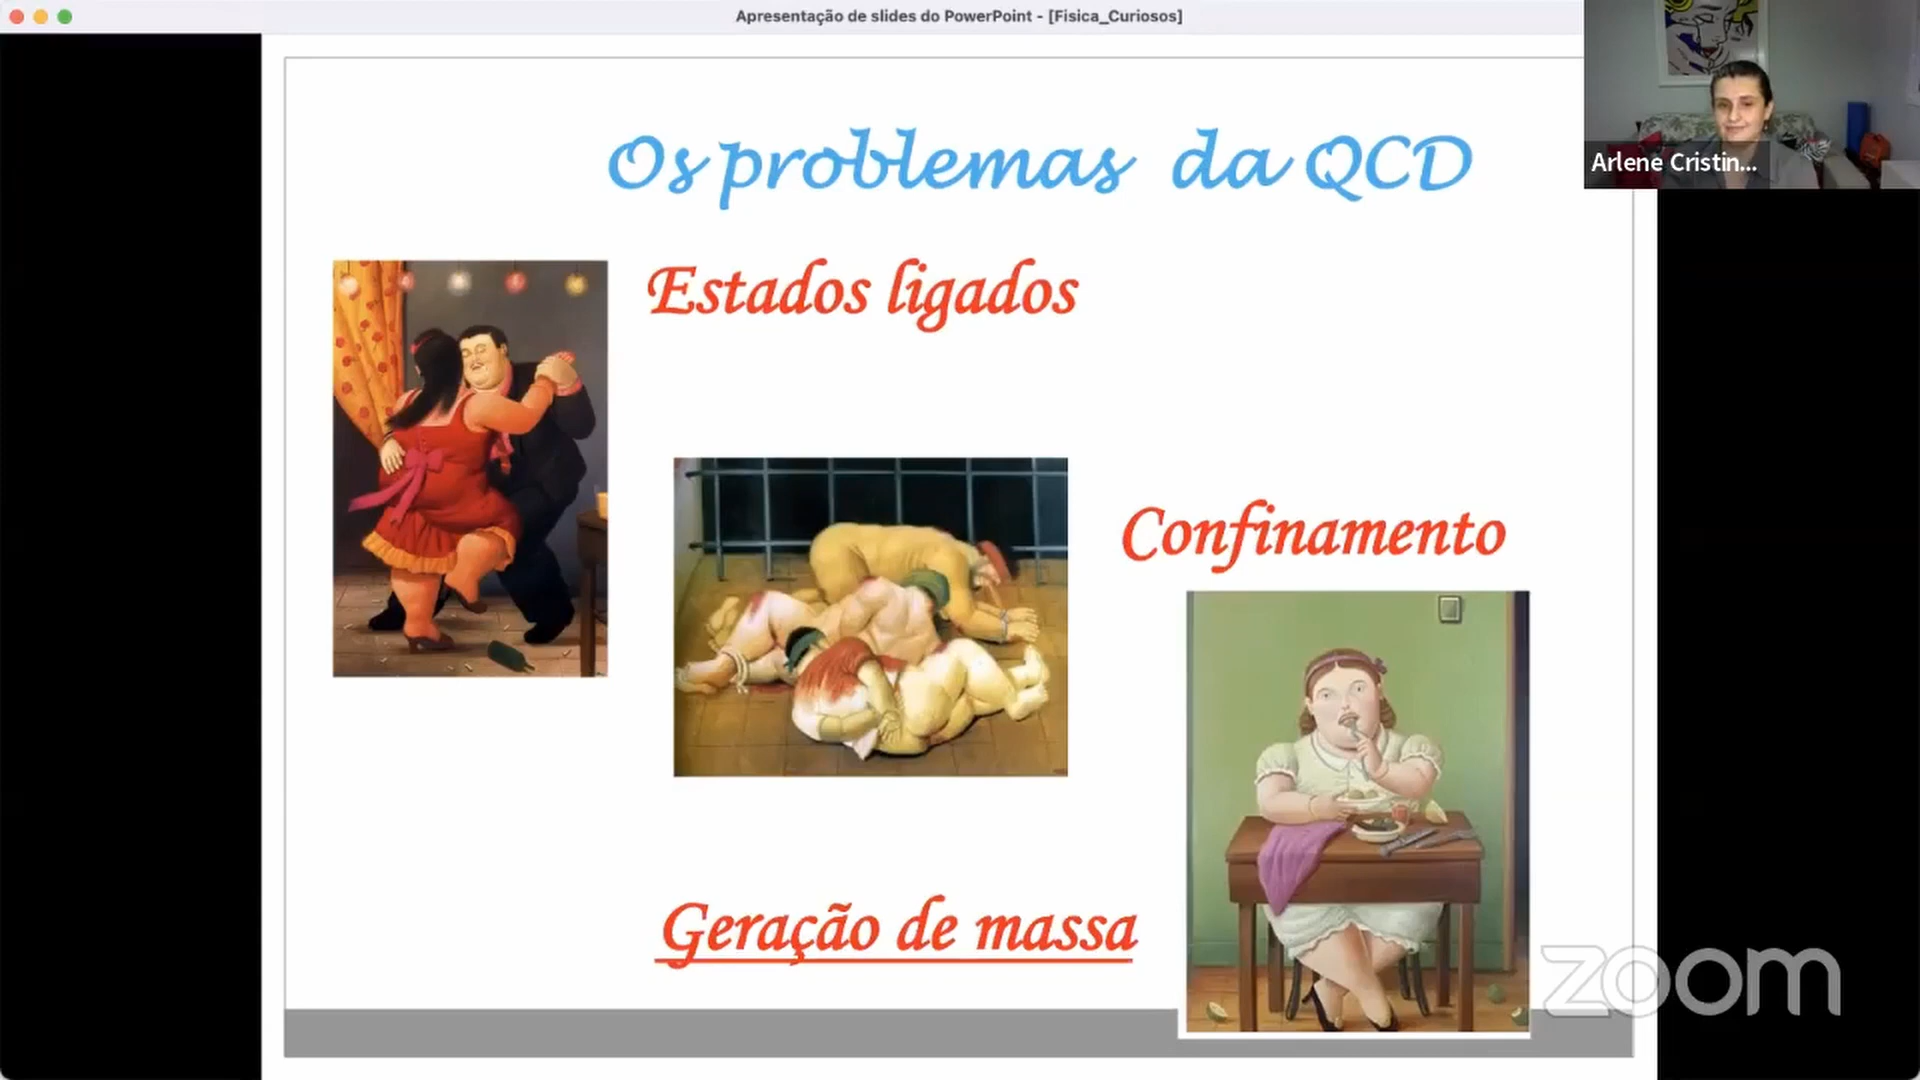 Apresentação de slides do PowerPoint - [Fisica_Curiosos]
Arlene Cristin...
Os problemas da QCD
Estados ligados
Confinamento
Geração de massa
zoom